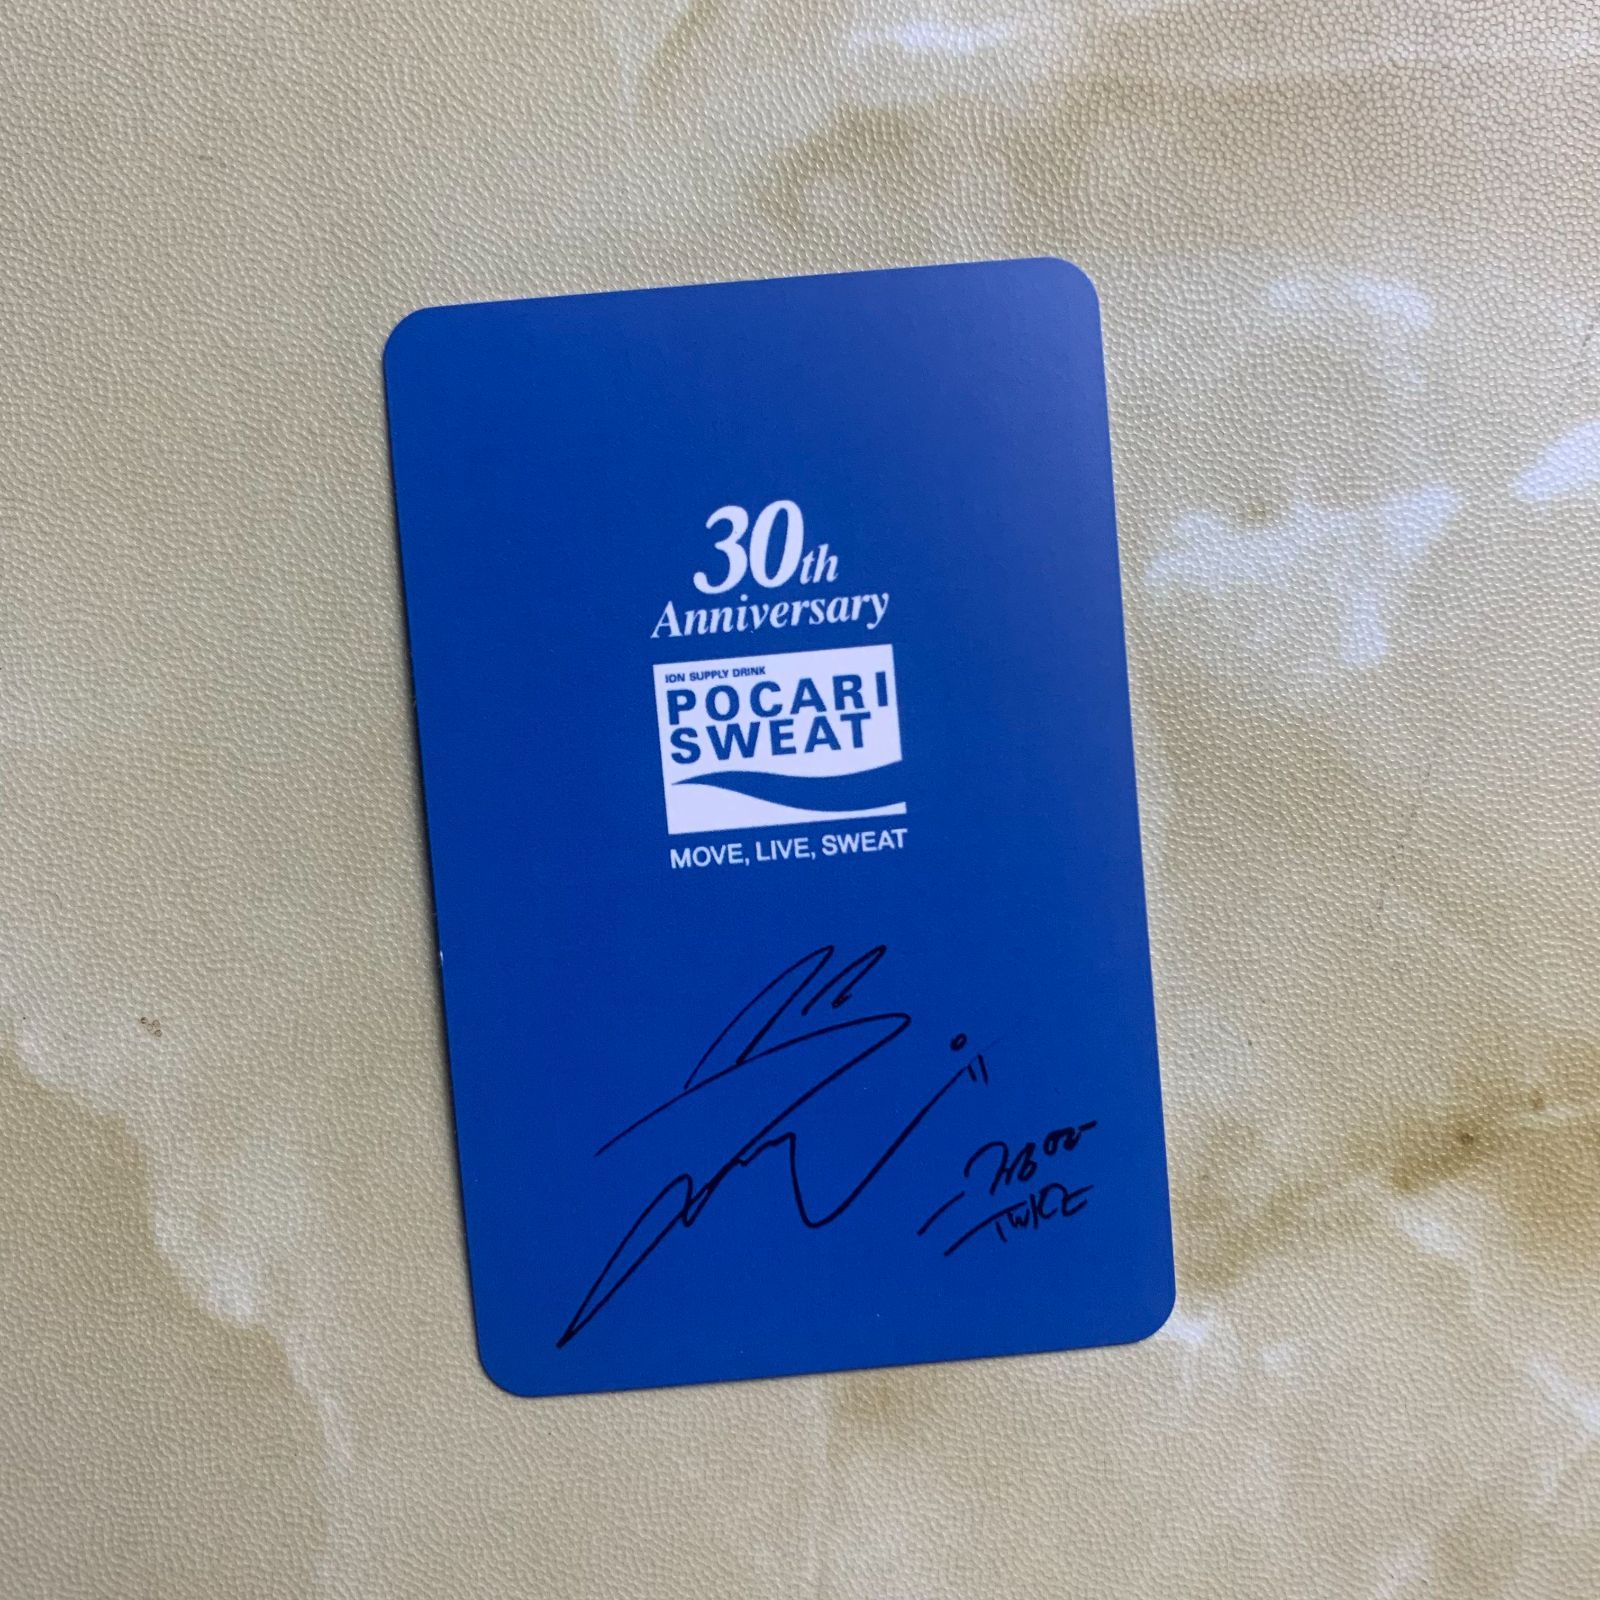 30th
Anniversary
ION SUPPLY DRINK
POCARI
SWEAT
MOVE, LIVE, SWEAT
TWICE